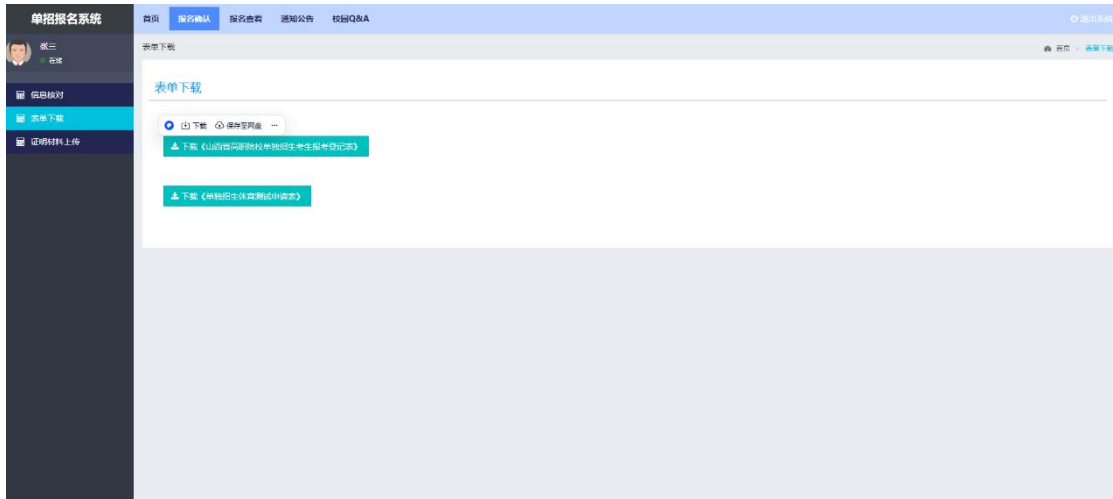 单招报名系统
首页 报名确认 报名查看 通知公告 校园Q&A
退出系统
张三
在线
表单下载
首页 表单下载
信息核对
表单下载
证明材料上传
表单下载
下载 保存至网盘 ···
下载《山西省高职院校单独招生考生报考登记表》
下载《单独招生体育测试申请表》